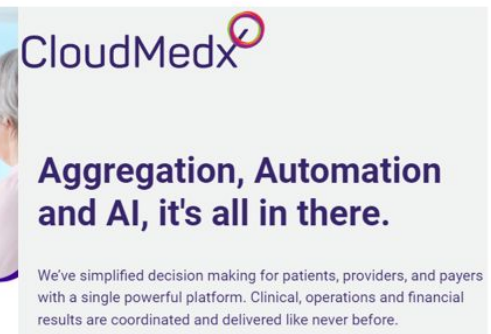 CloudMedx
Aggregation, Automation
and AI, it's all in there.
We've simplified decision making for patients, providers, and payers
with a single powerful platform. Clinical, operations and financial
results are coordinated and delivered like never before.